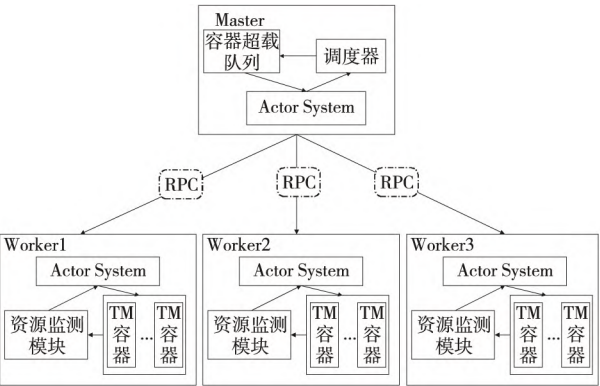 Master
容器超载
队列
调度器
Actor System
RPC
RPC
RPC
Worker1
Actor System
资源监测
模块
TM
容
器
...
TM
容
器
Worker2
Actor System
资源监测
模块
TM
容
器
...
TM
容
器
Worker3
Actor System
资源监测
模块
TM
容
器
...
TM
容
器